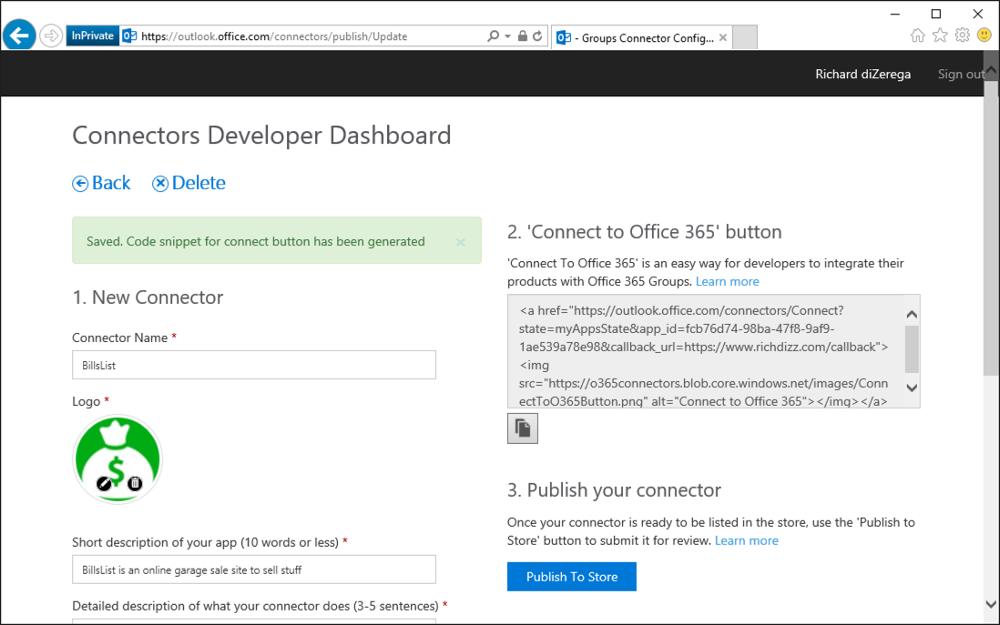 InPrivate
https://outlook.office.com/connectors/publish/Update
- Groups Connector Config...
Richard diZerega
Sign out
Connectors Developer Dashboard
Back
Delete
Saved. Code snippet for connect button has been generated
1. New Connector
Connector Name *
BillsList
Logo *
$
Short description of your app (10 words or less) *
BillsList is an online garage sale site to sell stuff
Detailed description of what your connector does (3-5 sentences) *
2. 'Connect to Office 365' button
'Connect To Office 365' is an easy way for developers to integrate their
products with Office 365 Groups. Learn more
<a href="https://outlook.office.com/connectors/Connect?
state=myAppsState&app_id=fcb76d74-98ba-47f8-9af9-
1ae539a78e98&callback_url=https://www.richdizz.com/callback">
<img
src="https://o365connectors.blob.core.windows.net/images/Conn
ectToO365Button.png" alt="Connect to Office 365"></img></a>
3. Publish your connector
Once your connector is ready to be listed in the store, use the 'Publish to
Store' button to submit it for review. Learn more
Publish To Store